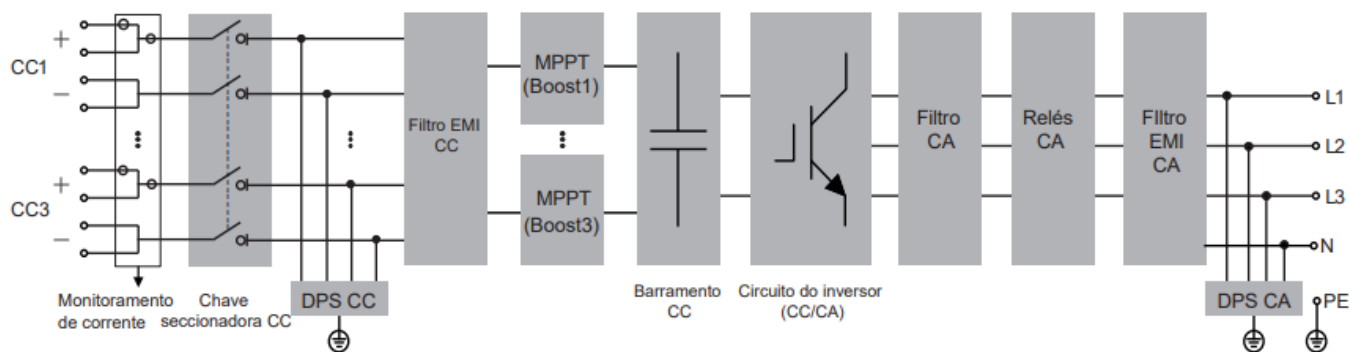 CC1
+
−
CC3
+
−
Monitoramento
de corrente
Chave
seccionadora CC
DPS CC
Filtro EMI
CC
MPPT
(Boost1)
MPPT
(Boost3)
Barramento
CC
Circuito do inversor
(CC/CA)
Filtro
CA
Relés
CA
FIltro
EMI
CA
DPS CA
L1
L2
L3
N
PE